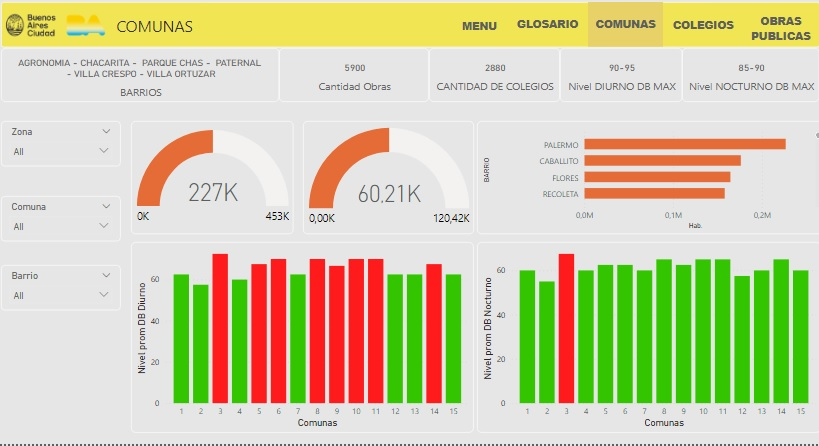 Buenos
Aires
Ciudad
BA
COMUNAS
MENU
GLOSARIO
COMUNAS
COLEGIOS
OBRAS
PUBLICAS
AGRONOMIA - CHACARITA - PARQUE CHAS - PATERNAL
- VILLA CRESPO - VILLA ORTUZAR
BARRIOS
5900
Cantidad Obras
2880
CANTIDAD DE COLEGIOS
90-95
Nivel DIURNO DB MAX
85-90
Nivel NOCTURNO DB MAX
Zona
All
Comuna
All
Barrio
All
227K
0K 453K
60,21K
0,00K 120,42K
BARRIO
PALERMO
CABALLITO
FLORES
RECOLETA
0,0M 0,1M 0,2M
Hab.
Nivel prom DB Diurno
60
40
20
0
1 2 3 4 5 6 7 8 9 10 11 12 13 14 15
Comunas
Nivel prom DB Nocturno
60
40
20
0
1 2 3 4 5 6 7 8 9 10 11 12 13 14 15
Comunas